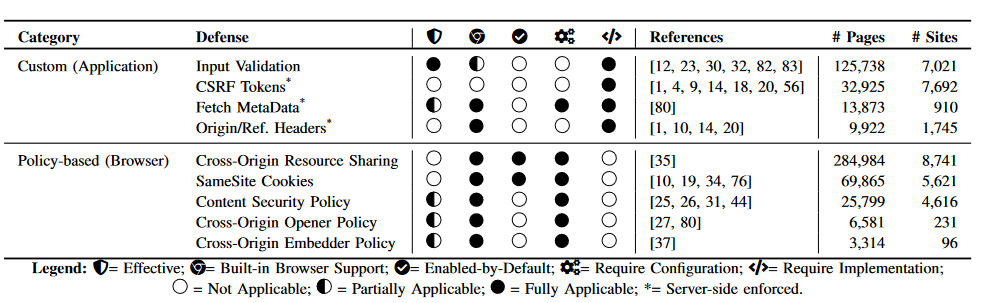 Category Defense References # Pages # Sites
Custom (Application) Input Validation [12, 23, 30, 32, 82, 83] 125,738 7,021
CSRF Tokens* [1, 4, 9, 14, 18, 20, 56] 32,925 7,692
Fetch MetaData* [80] 13,873 910
Origin/Ref. Headers* [1, 10, 14, 20] 9,922 1,745
Policy-based (Browser) Cross-Origin Resource Sharing [35] 284,984 8,741
SameSite Cookies [10, 19, 34, 76] 69,865 5,621
Content Security Policy [25, 26, 31, 44] 25,799 4,616
Cross-Origin Opener Policy [27, 80] 6,581 231
Cross-Origin Embedder Policy [37] 3,314 96
Legend: = Effective; = Built-in Browser Support; = Enabled-by-Default; = Require Configuration; </>= Require Implementation;
○ = Not Applicable; ◐ = Partially Applicable; ● = Fully Applicable; *= Server-side enforced.